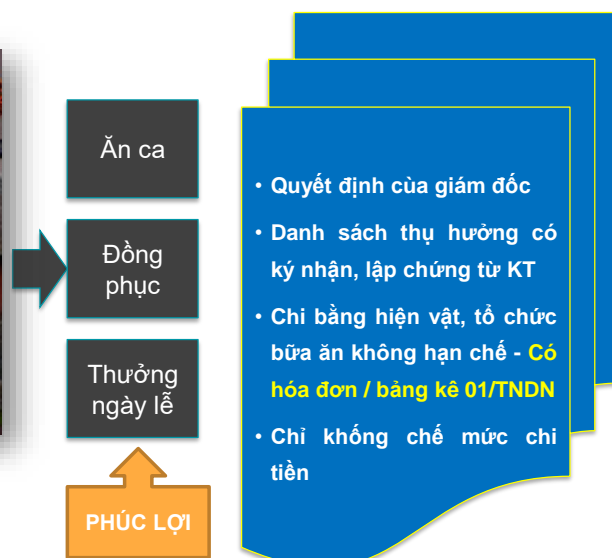 Ăn ca
Đồng
phục
Thưởng
ngày lễ
PHÚC LỢI
• Quyết định cùa giám đốc
• Danh sách thụ hưởng có
ký nhận, lập chứng từ KT
• Chi bằng hiện vật, tổ chức
bữa ăn không hạn chế - Có
hóa đơn / bảng kê 01/TNDN
• Chỉ khống chế mức chi
tiền